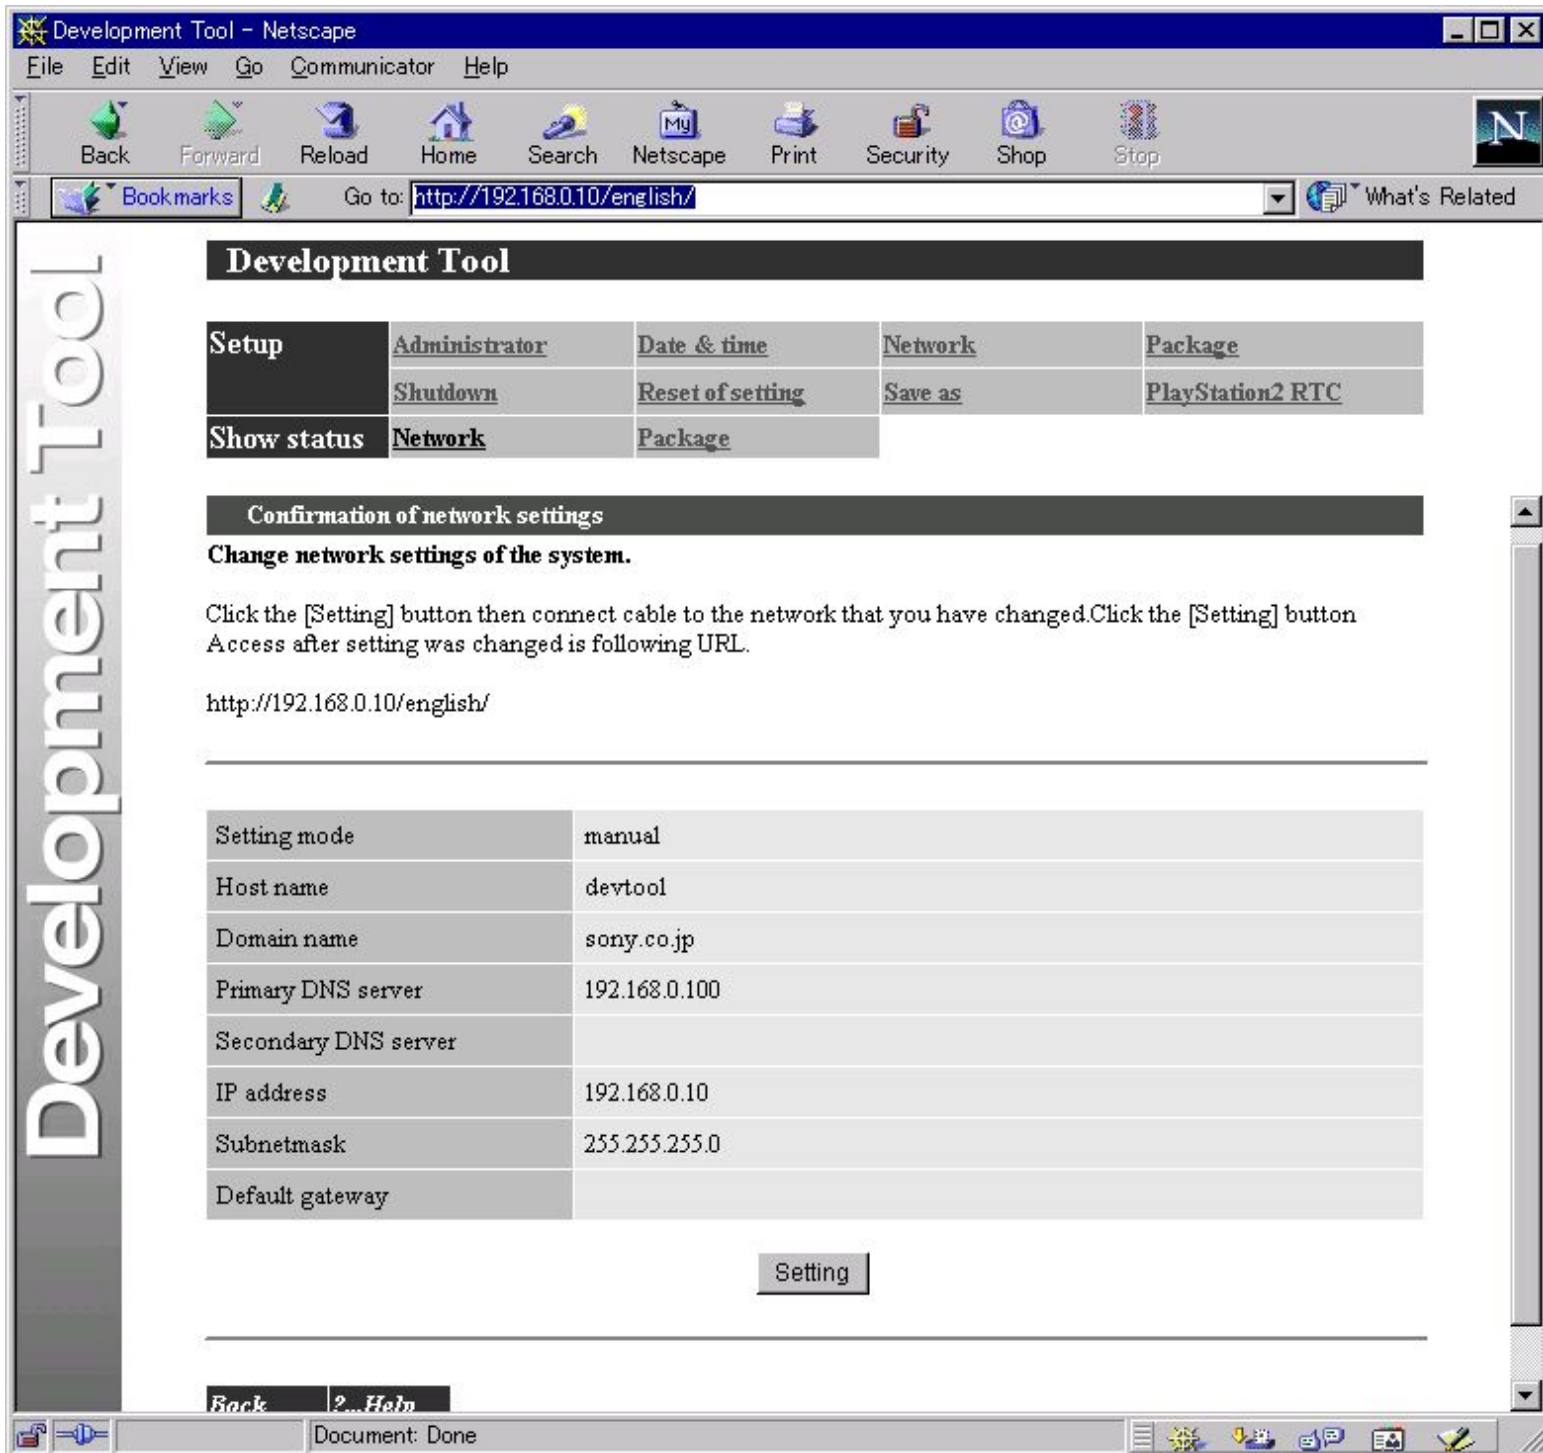 Development Tool - Netscape
File Edit View Go Communicator Help
Back Forward Reload Home Search Netscape Print Security Shop Stop
My
N
Bookmarks Go to: http://192.168.0.10/english/ What's Related
Development Tool
Development Tool
Setup Administrator Date & time Network Package
Shutdown Reset of setting Save as PlayStation2 RTC
Show status Network Package
Confirmation of network settings
Change network settings of the system.
Click the [Setting] button then connect cable to the network that you have changed.Click the [Setting] button
Access after setting was changed is following URL.
http://192.168.0.10/english/
Setting mode manual
Host name devtool
Domain name sony.co.jp
Primary DNS server 192.168.0.100
Secondary DNS server
IP address 192.168.0.10
Subnetmask 255.255.255.0
Default gateway
Setting
Back ?...Help
Document: Done